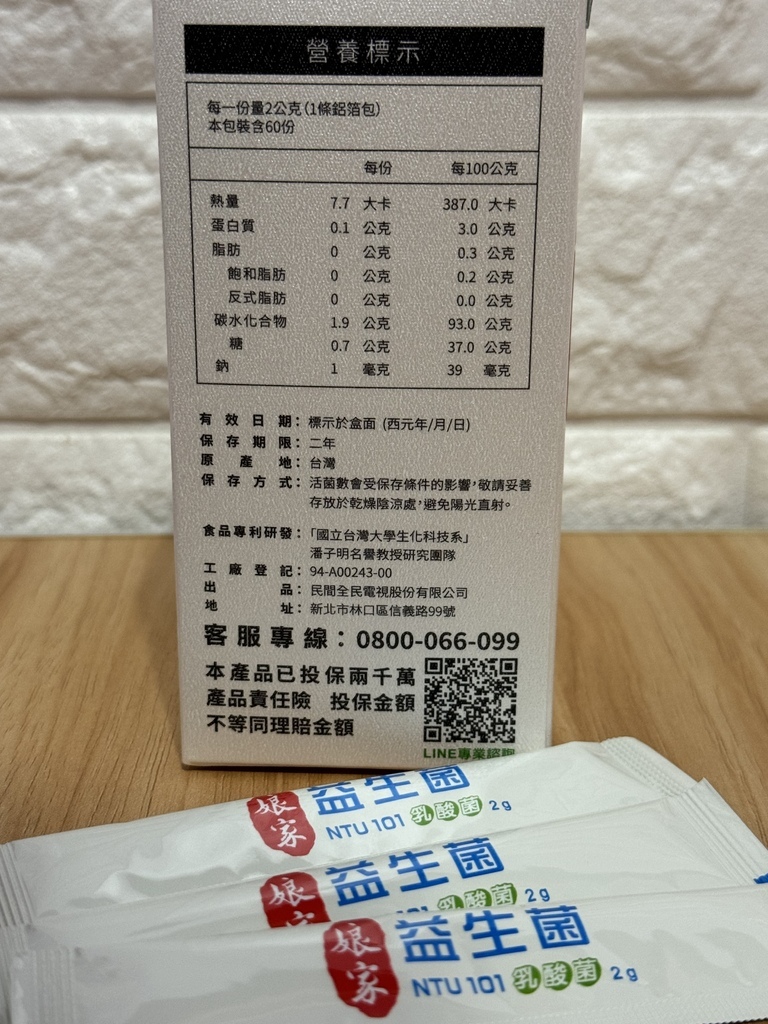 營養標示
每一份量2公克(1條鋁箔包)
本包裝含60份
每份 每100公克
熱量 7.7 大卡 387.0 大卡
蛋白質 0.1 公克 3.0 公克
脂肪 0 公克 0.3 公克
飽和脂肪 0 公克 0.2 公克
反式脂肪 0 公克 0.0 公克
碳水化合物 1.9 公克 93.0 公克
糖 0.7 公克 37.0 公克
鈉 1 毫克 39 毫克
有效日期：標示於盒面 (西元年/月/日)
保存期限：二年
原產地：台灣
保存方式：活菌數會受保存條件的影響，敬請妥善
存放於乾燥陰涼處，避免陽光直射。
食品專利研發：「國立台灣大學生化科技系」
潘子明名譽教授研究團隊
工廠登記：94-A00243-00
出品：民間全民電視股份有限公司
地址：新北市林口區信義路99號
客服專線：0800-066-099
本產品已投保兩千萬
產品責任險 投保金額
不等同理賠金額
LINE專業諮詢
娘家 益生菌
NTU 101 乳酸菌 2g
娘家 益生菌
101 乳酸菌 2g
娘家 益生菌
NTU 101 乳酸菌 2g